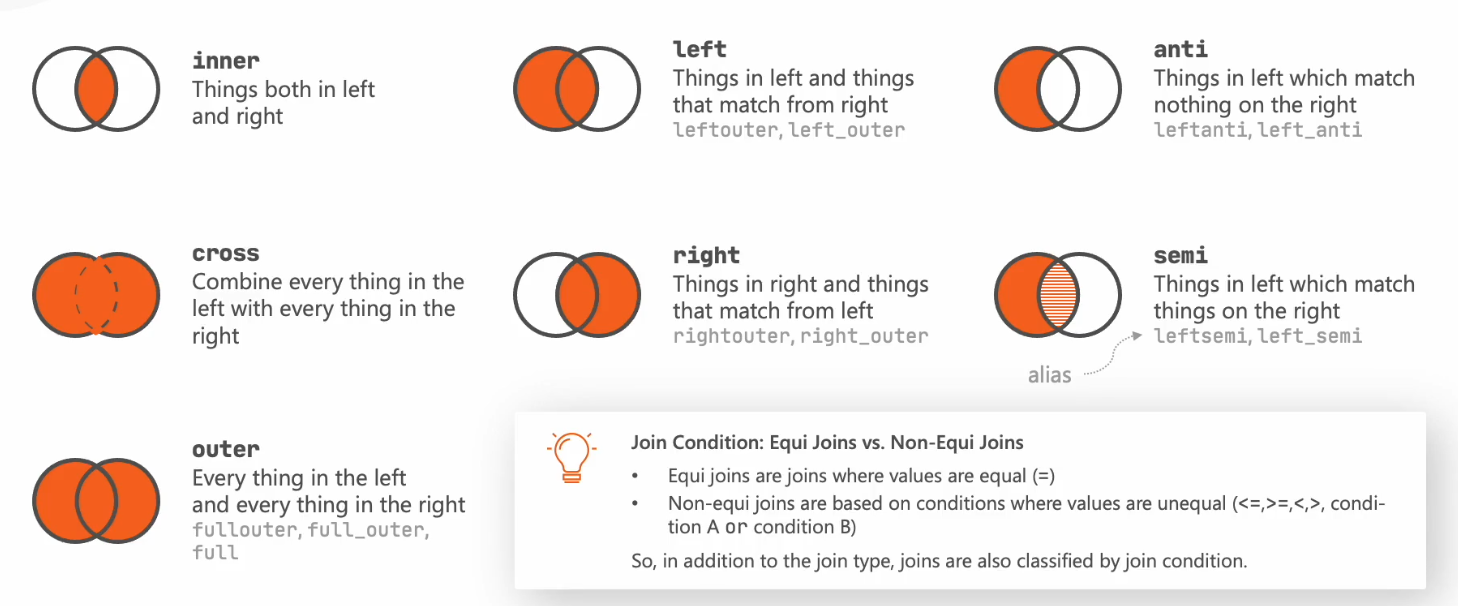 inner
Things both in left
and right
left
Things in left and things
that match from right
leftouter, left_outer
anti
Things in left which match
nothing on the right
leftanti, left_anti
cross
Combine every thing in the
left with every thing in the
right
right
Things in right and things
that match from left
rightouter, right_outer
semi
Things in left which match
things on the right
leftsemi, left_semi
alias
outer
Every thing in the left
and every thing in the right
fullouter, full_outer,
full
Join Condition: Equi Joins vs. Non-Equi Joins
• Equi joins are joins where values are equal (=)
• Non-equi joins are based on conditions where values are unequal (<=,>=,<,>, condi-
tion A or condition B)
So, in addition to the join type, joins are also classified by join condition.